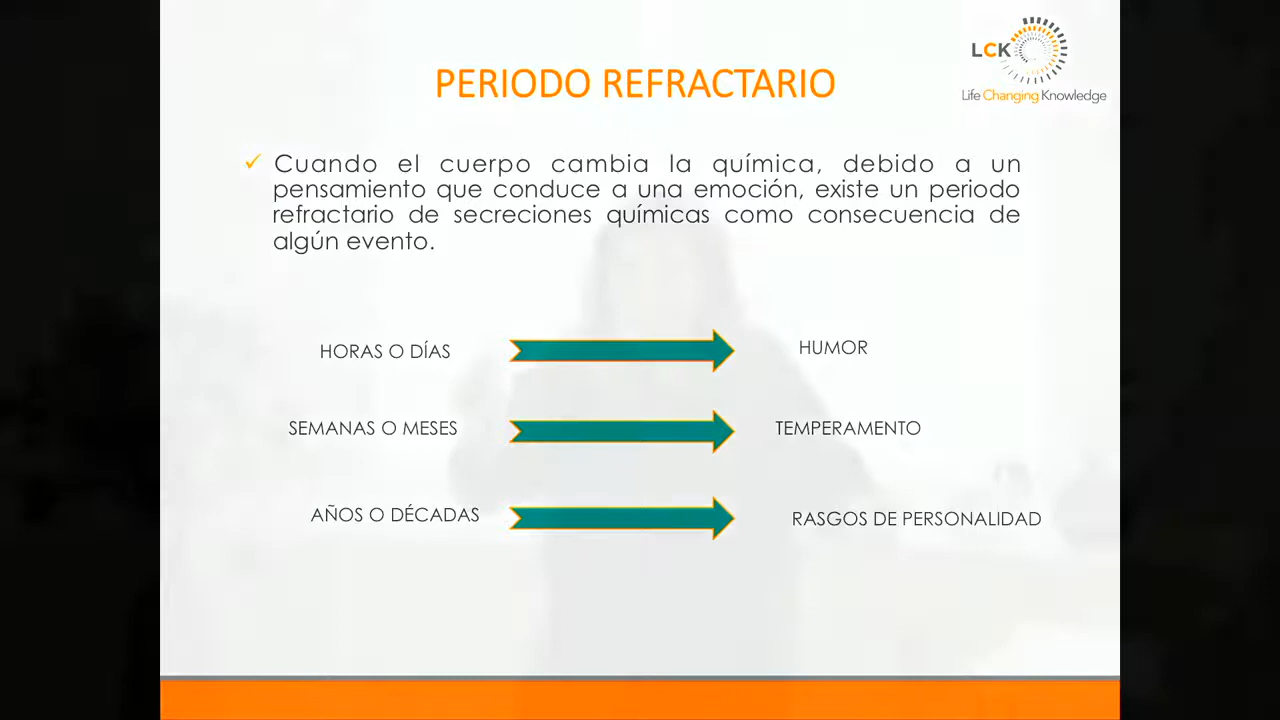 LCK
Life Changing Knowledge
PERIODO REFRACTARIO
✓ Cuando el cuerpo cambia la química, debido a un
pensamiento que conduce a una emoción, existe un periodo
refractario de secreciones químicas como consecuencia de
algún evento.
HORAS O DÍAS
HUMOR
SEMANAS O MESES
TEMPERAMENTO
AÑOS O DÉCADAS
RASGOS DE PERSONALIDAD